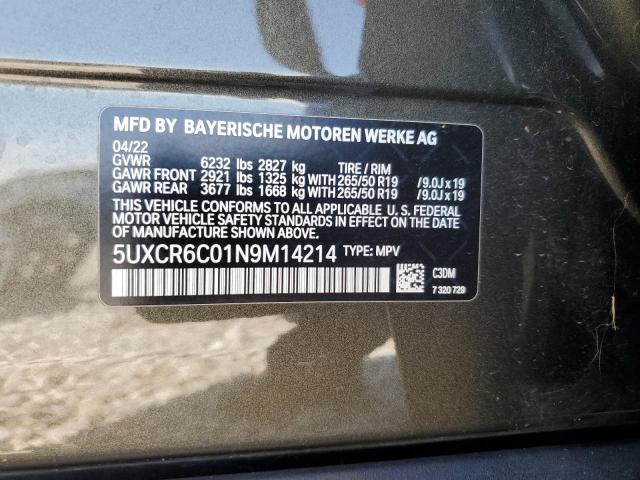 MFD BY BAYERISCHE MOTOREN WERKE AG
04/22
GVWR 6232 lbs 2827 kg TIRE / RIM
GAWR FRONT 2921 lbs 1325 kg WITH 265/50 R19 /9.0J x 19
GAWR REAR 3677 lbs 1668 kg WITH 265/50 R19 /9.0J x 19
THIS VEHICLE CONFORMS TO ALL APPLICABLE U. S. FEDERAL
MOTOR VEHICLE SAFETY STANDARDS IN EFFECT ON THE DATE
OF MANUFACTURE SHOWN ABOVE.
5UXCR6C01N9M14214 TYPE: MPV
C3DM
7 320 729